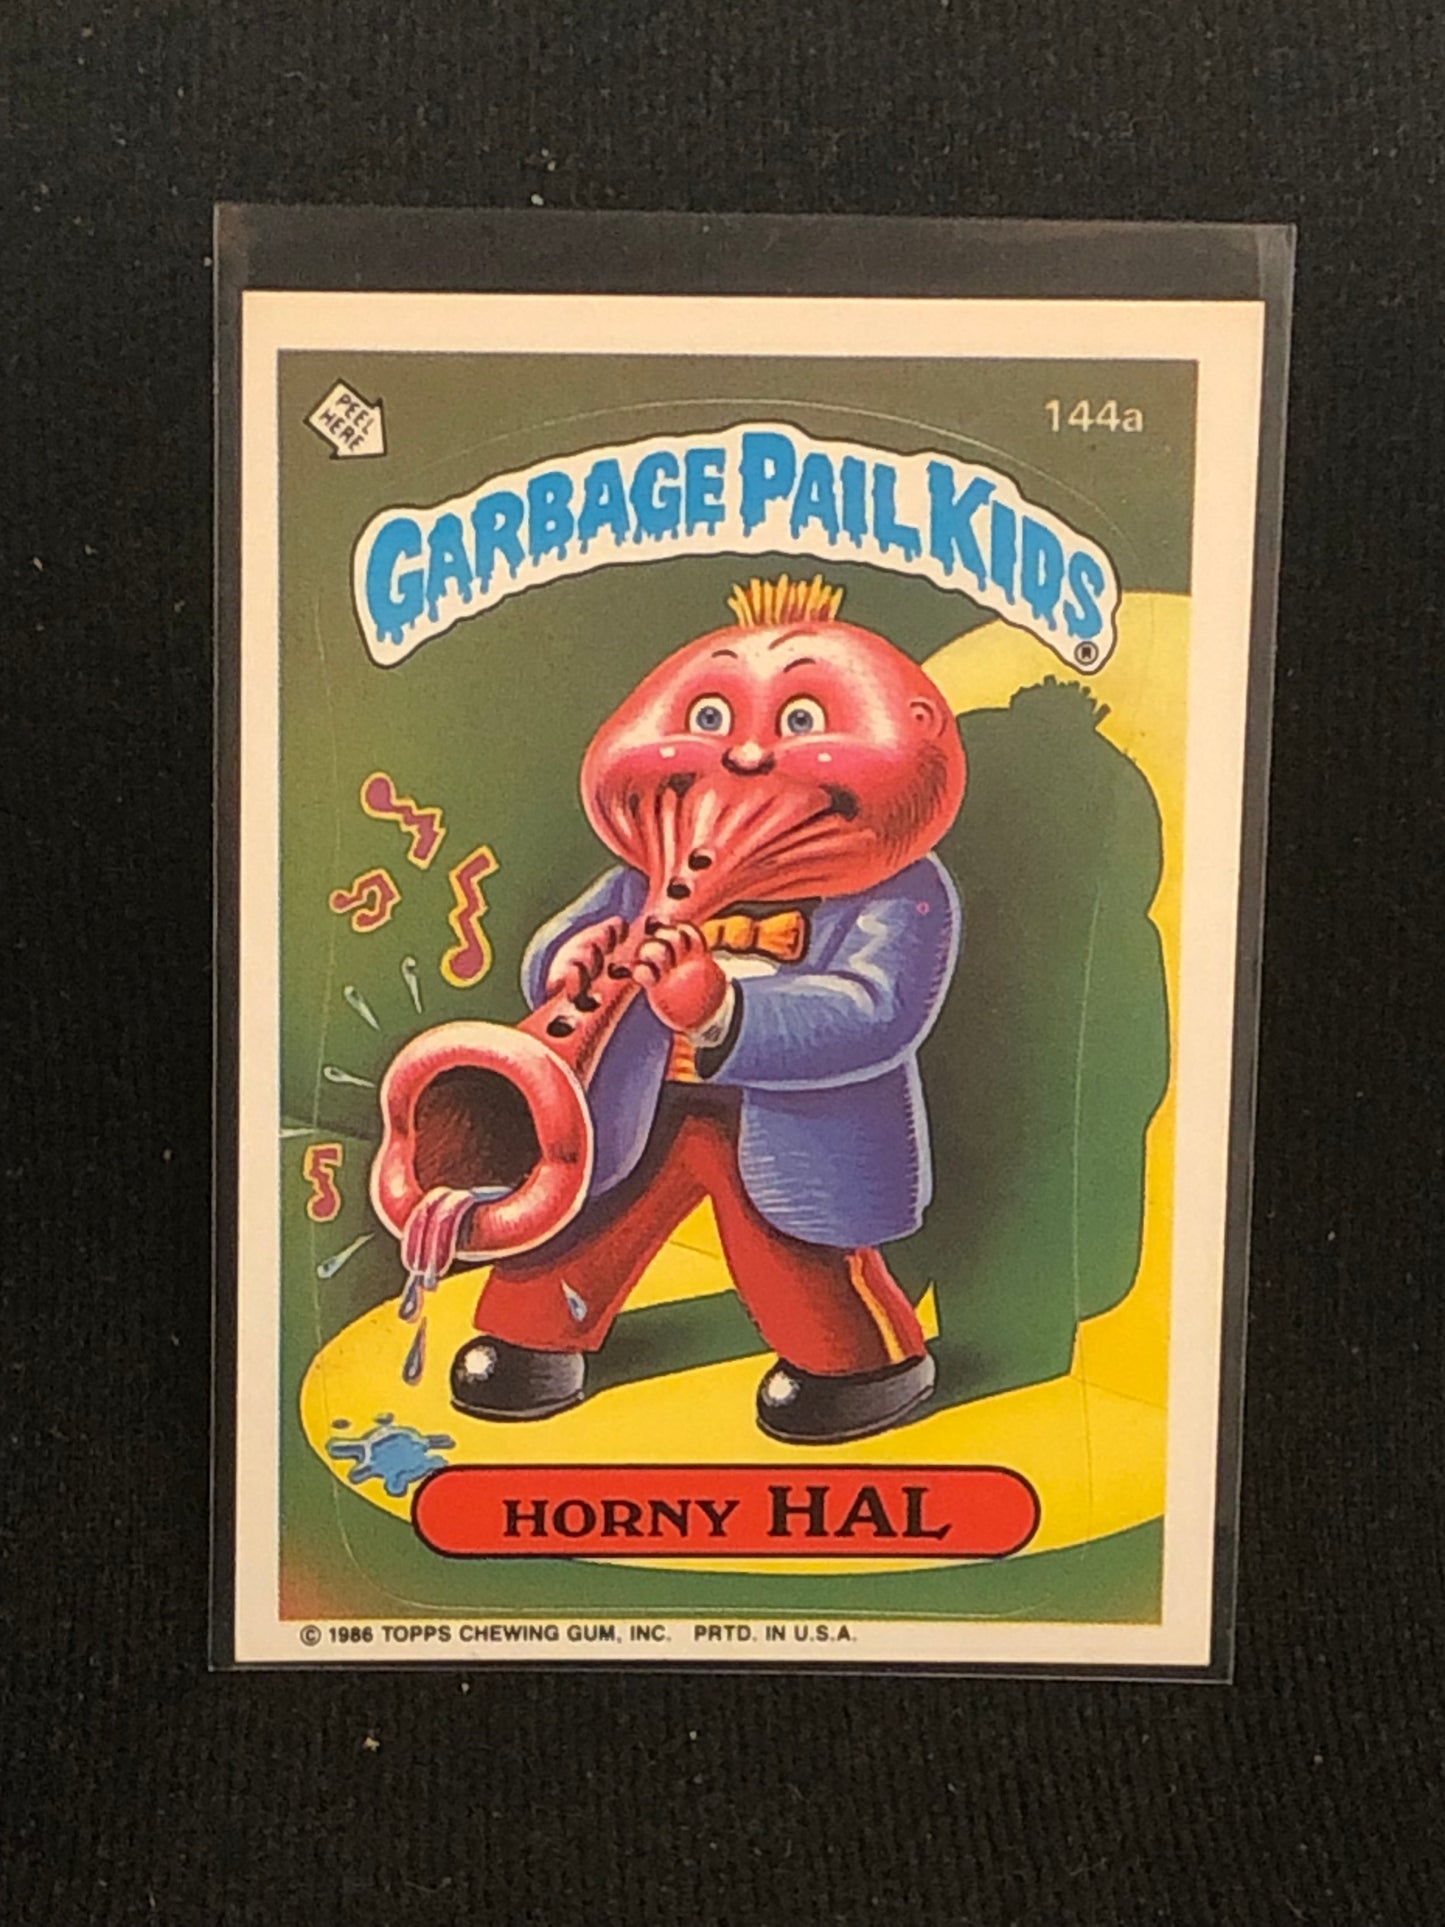 PEEL
HERE
144a
GARBAGE PAIL KIDS
®
HORNY HAL
© 1986 TOPPS CHEWING GUM, INC. PRTD. IN U.S.A.